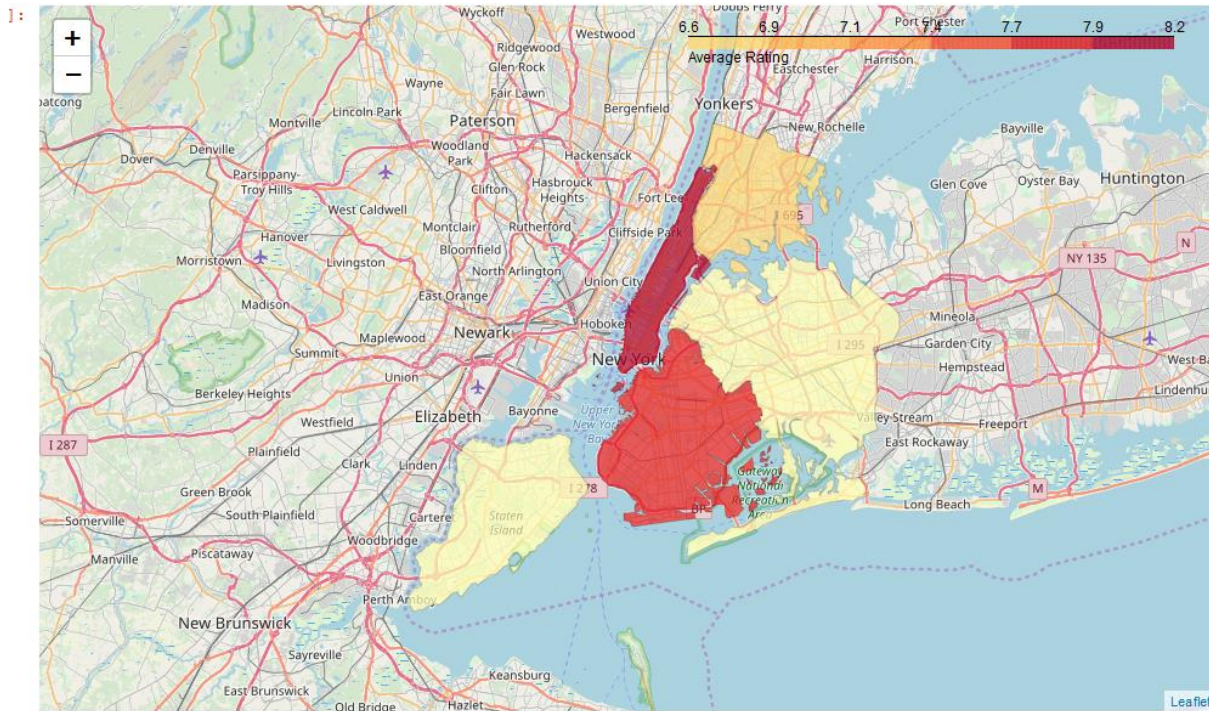 ]:
+
−
6.6 6.9 7.1 7.4 7.7 7.9 8.2
Average Rating
Wyckoff
Westwood
Dobbs Ferry
Port Chester
Ridgewood
Glen Rock
Eastchester
Harrison
Wayne
Fair Lawn
Bergenfield
Yonkers
Lincoln Park
Paterson
Montville
New Rochelle
Bayville
Denville
Woodland
Park
Hackensack
Dover
Parsippany-
Troy Hills
Clifton
Hasbrouck
Heights
Fort Lee
Glen Cove
Oyster Bay
Huntington
West Caldwell
I 695
Montclair
Rutherford
Cliffside Park
Hanover
Bloomfield
N
Morristown
Livingston
North Arlington
NY 135
Union City
East Orange
Madison
Hoboken
Mineola
Newark
Maplewood
Garden City
Summit
New York
I 295
West Ba
Union
Hempstead
Berkeley Heights
Lindenhu
Elizabeth
Bayonne
Upper
New York
Bay
Valley Stream
Freeport
Westfield
I 287
East Rockaway
Plainfield
Clark
Linden
Gateway
National
Recreation
Area
I 278
M
Green Brook
Long Beach
Staten
Island
BP
Somerville
South Plainfield
Cartere
Woodbridge
Manville
Piscataway
Perth Amboy
New Brunswick
Sayreville
Keansburg
East Brunswick
Old Bridge
Hazlet
Leaflet